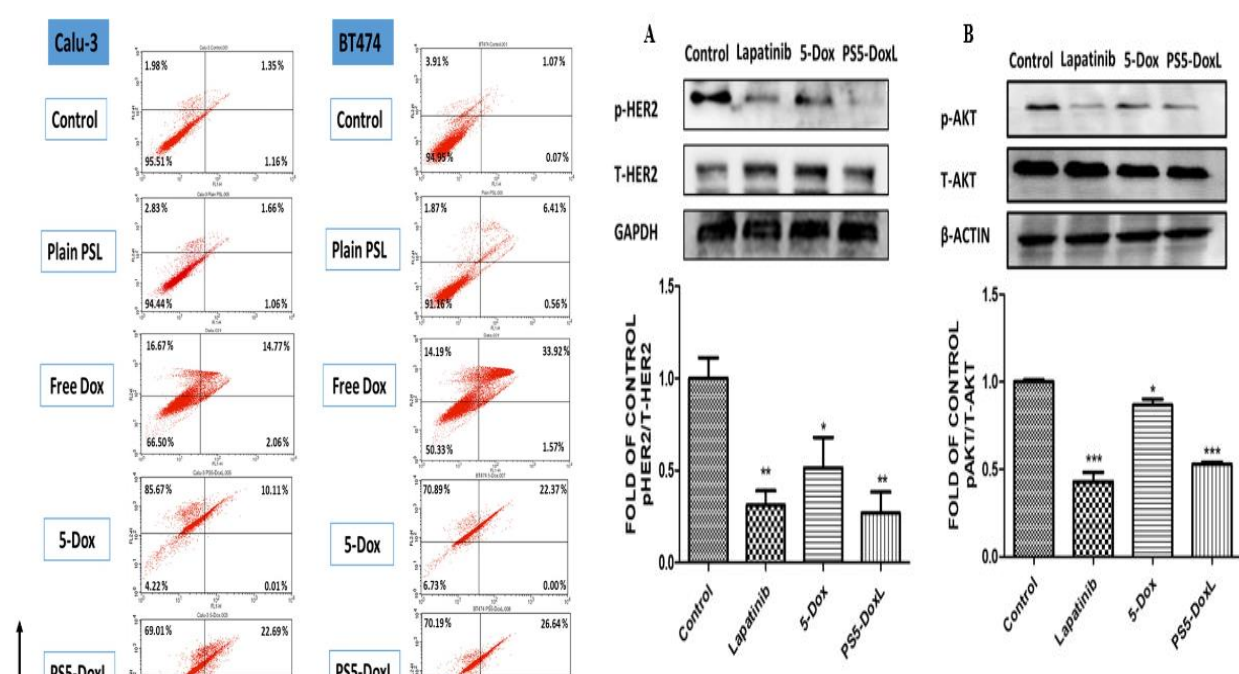 Calu-3
BT474
Control
1.98% 1.35%
95.51% 1.16%
Control
3.91% 1.07%
94.95% 0.07%
Plain PSL
2.83% 1.66%
94.44% 1.06%
Plain PSL
1.87% 6.41%
91.16% 0.56%
Free Dox
16.67% 14.77%
66.50% 2.06%
Free Dox
14.19% 33.92%
50.33% 1.57%
5-Dox
85.67% 10.11%
4.22% 0.01%
5-Dox
70.89% 22.37%
6.73% 0.00%
PS5-DoxL
69.01% 22.69%
PS5-DoxL
70.19% 26.64%
A
Control Lapatinib 5-Dox PS5-DoxL
p-HER2
T-HER2
GAPDH
FOLD OF CONTROL
pHER2/T-HER2
1.5
1.0
0.5
0.0
** * **
Control Lapatinib 5-Dox PS5-DoxL
B
Control Lapatinib 5-Dox PS5-DoxL
p-AKT
T-AKT
β-ACTIN
FOLD OF CONTROL
pAKT/T-AKT
1.5
1.0
0.5
0.0
*** * ***
Control Lapatinib 5-Dox PS5-DoxL